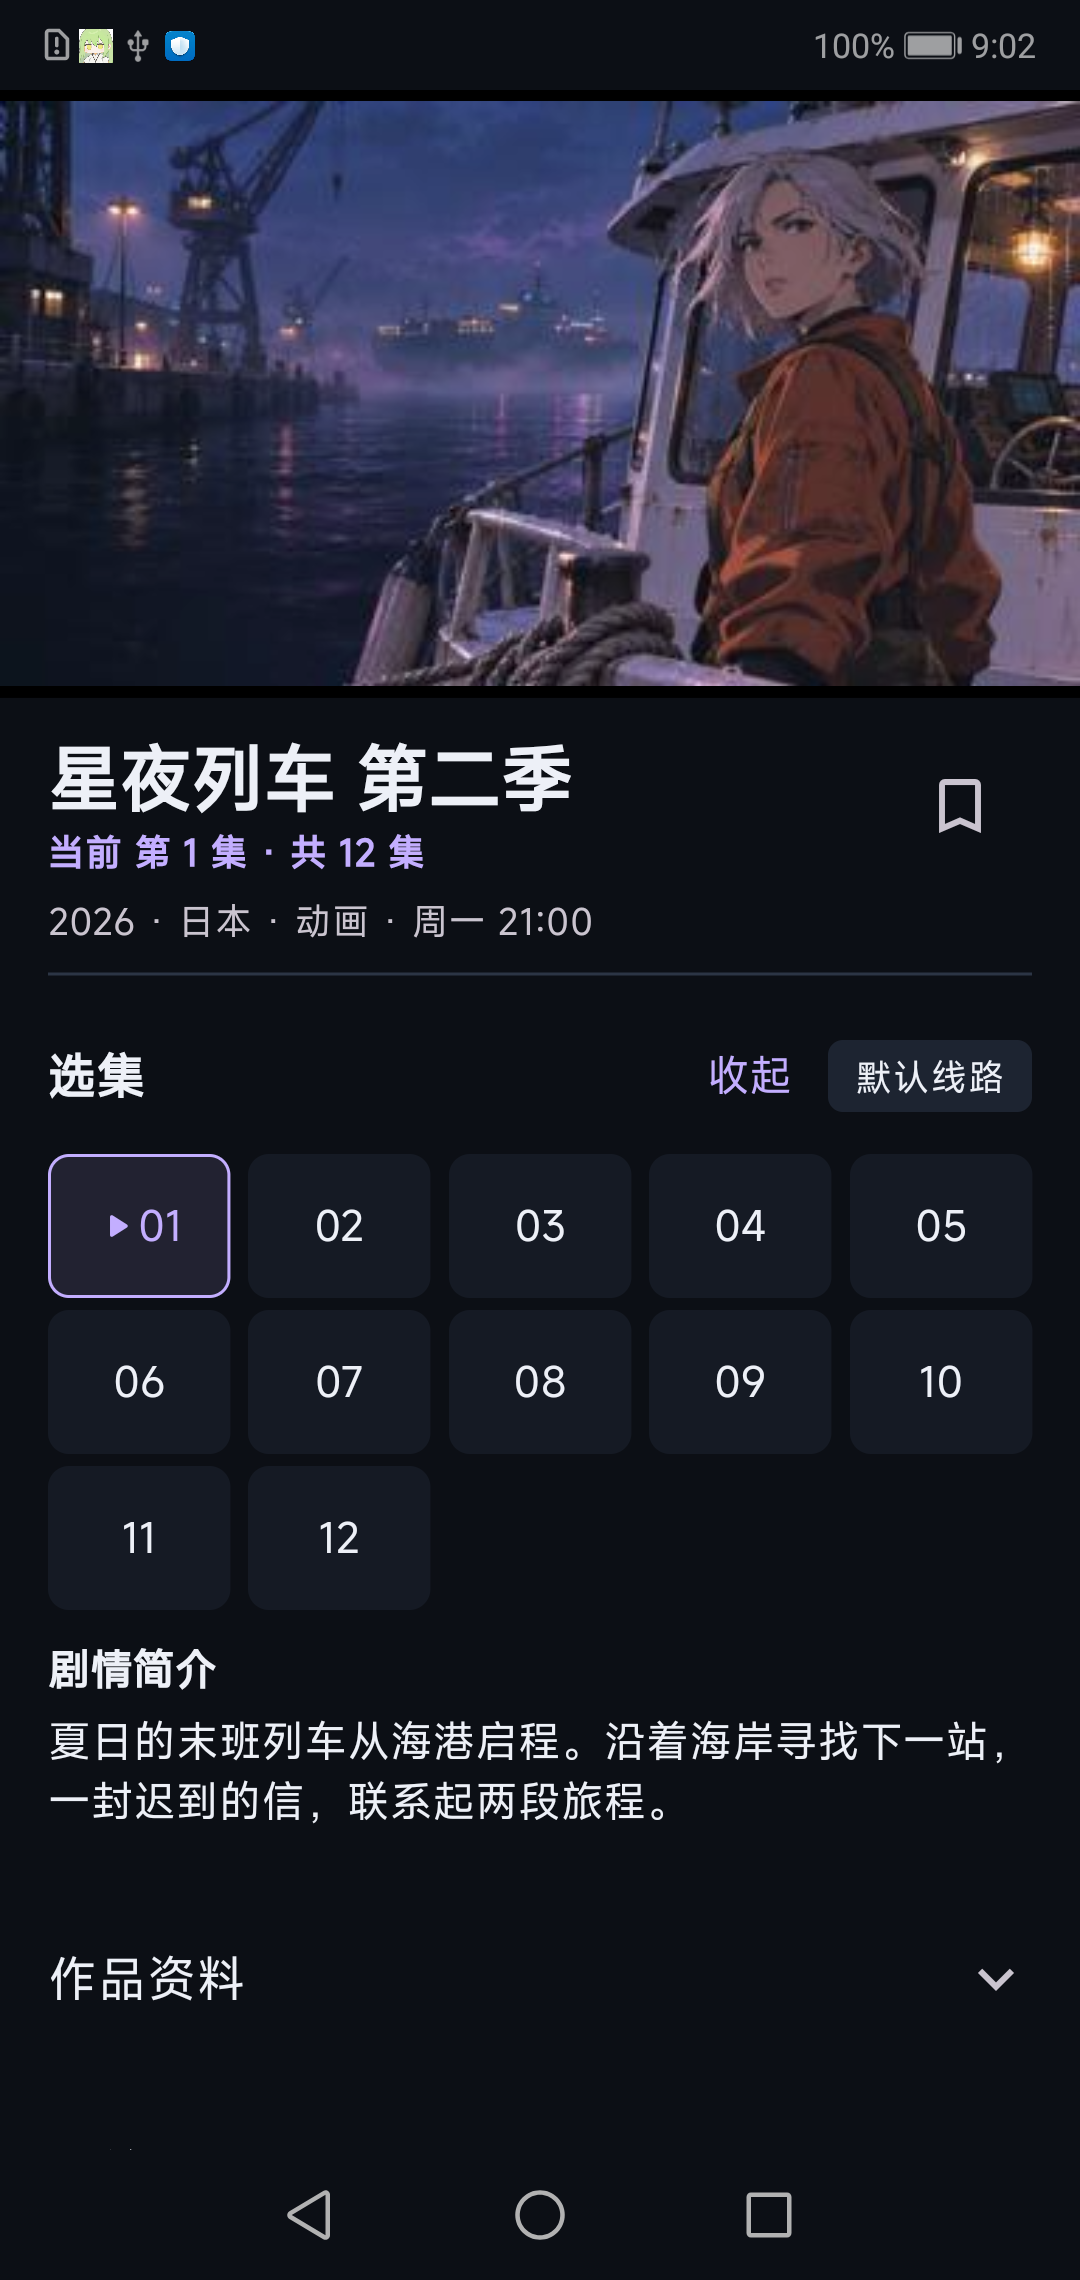 100% 9:02
星夜列车 第二季
当前 第 1 集 · 共 12 集
2026 · 日本 · 动画 · 周一 21:00
选集 收起 默认线路
01 02 03 04 05
06 07 08 09 10
11 12
剧情简介
夏日的末班列车从海港启程。沿着海岸寻找下一站，
一封迟到的信，联系起两段旅程。
作品资料